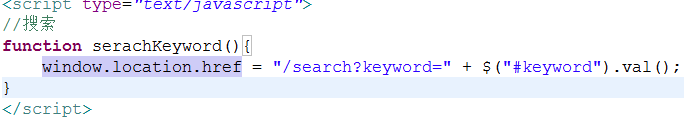 <script type="text/javascript">
//搜索
function serachKeyword(){
    window.location.href = "/search?keyword=" + $("#keyword").val();
}
</script>